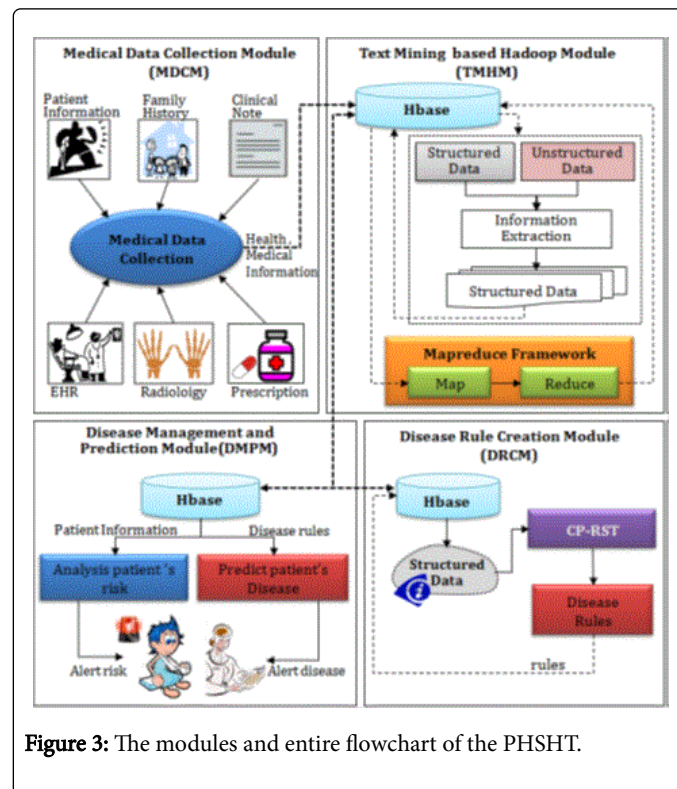 Medical Data Collection Module
(MDCM)
Patient
Information
Family
History
Clinical
Note
Medical Data
Collection
Health,
Medical
Information
EHR
Radioloigy
Prescription
Text Mining based Hadoop Module
(TMHM)
Hbase
Structured
Data
Unstructured
Data
Information
Extraction
Structured Data
Mapreduce Framework
Map
Reduce
Disease Management and
Prediction Module(DMPM)
Hbase
Patient Information
Disease rules
Analysis patient's
risk
Predict patient's
Disease
Alert risk
Alert disease
Disease Rule Creation Module
(DRCM)
Hbase
Structured
Data
CP-RST
Disease
Rules
rules
Figure 3: The modules and entire flowchart of the PHSHT.